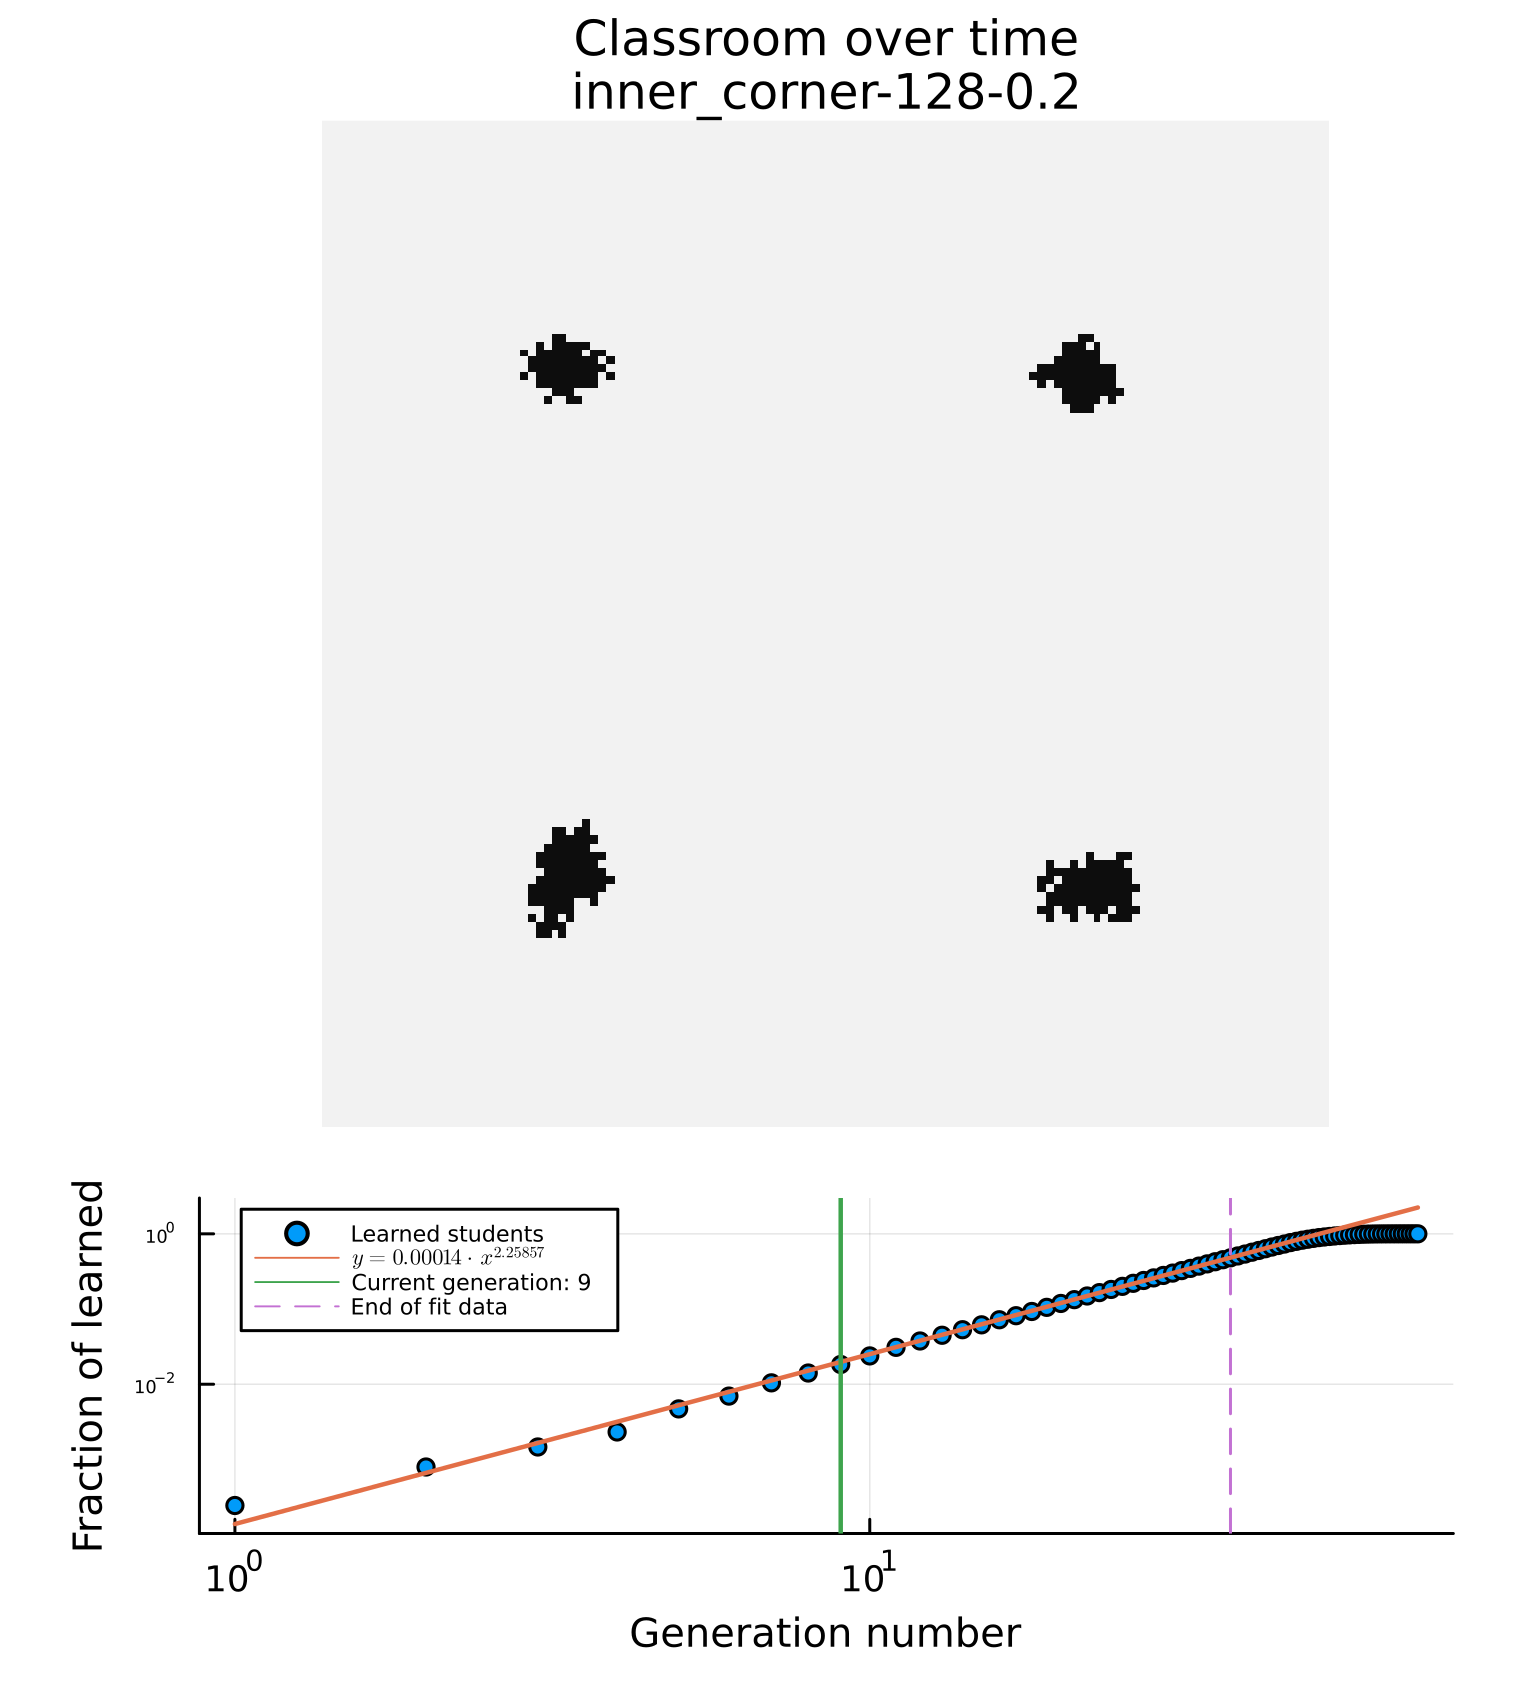 Classroom over time
inner_corner-128-0.2
Fraction of learned
10^0
10^-2
Learned students
y = 0.00014 · x^2.25857
Current generation: 9
End of fit data
10^0
10^1
Generation number